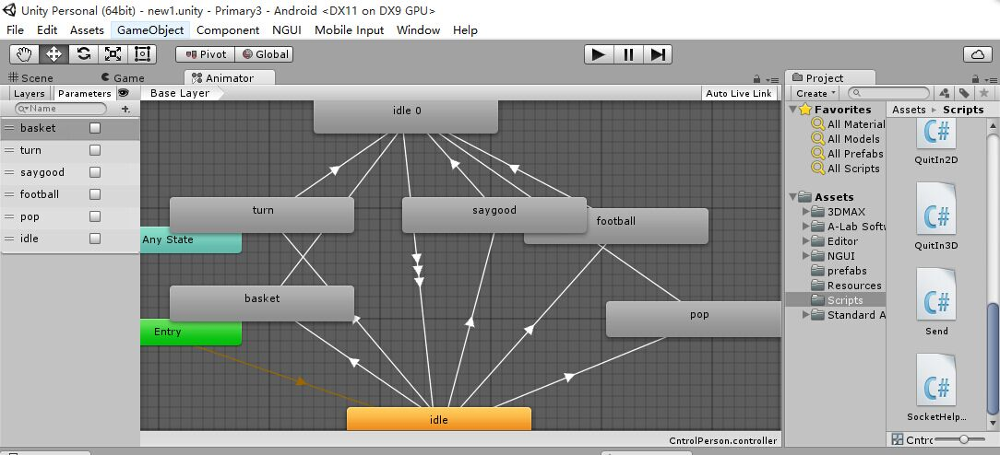 Unity Personal (64bit) - new1.unity - Primary3 - Android <DX11 on DX9 GPU>
File Edit Assets GameObject Component NGUI Mobile Input Window Help
Pivot Global
Scene Game Animator Project
Layers Parameters Base Layer Auto Live Link Create
Name
basket
turn
saygood
football
pop
idle
idle 0
turn
saygood
football
Any State
basket
pop
Entry
idle
CntrlPerson.controller
Favorites
All Material
All Models
All Prefabs
All Scripts
Assets
3DMAX
A-Lab Softw
Editor
NGUI
prefabs
Resources
Scripts
Standard A
Assets ▸ Scripts
C#
QuitIn2D
C#
QuitIn3D
C#
Send
C#
SocketHelp...
Cntrc